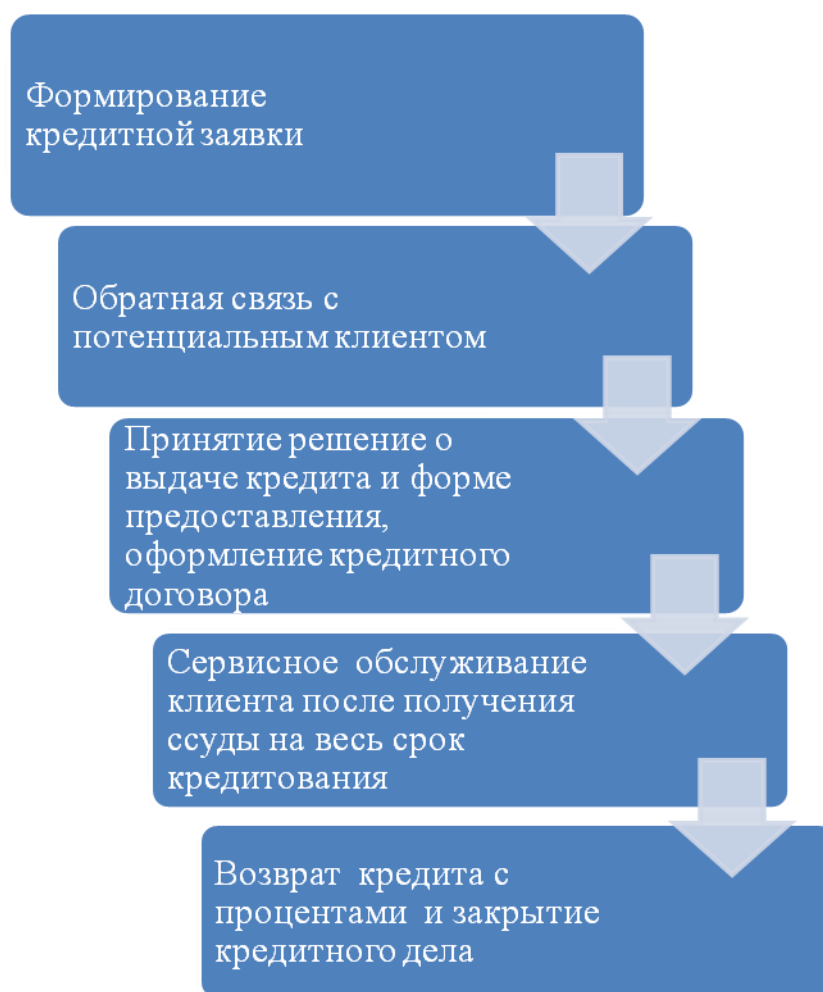 Формирование
кредитной заявки
Обратная связь с
потенциальным клиентом
Принятие решение о
выдаче кредита и форме
предоставления,
оформление кредитного
договора
Сервисное обслуживание
клиента после получения
ссуды на весь срок
кредитования
Возврат кредита с
процентами и закрытие
кредитного дела